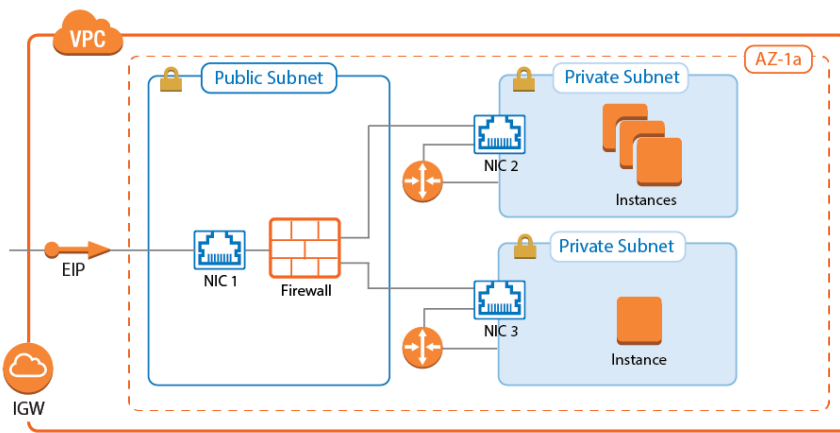 VPC
AZ-1a
Public Subnet
Private Subnet
NIC 2
Instances
EIP
NIC 1
Firewall
Private Subnet
NIC 3
Instance
IGW